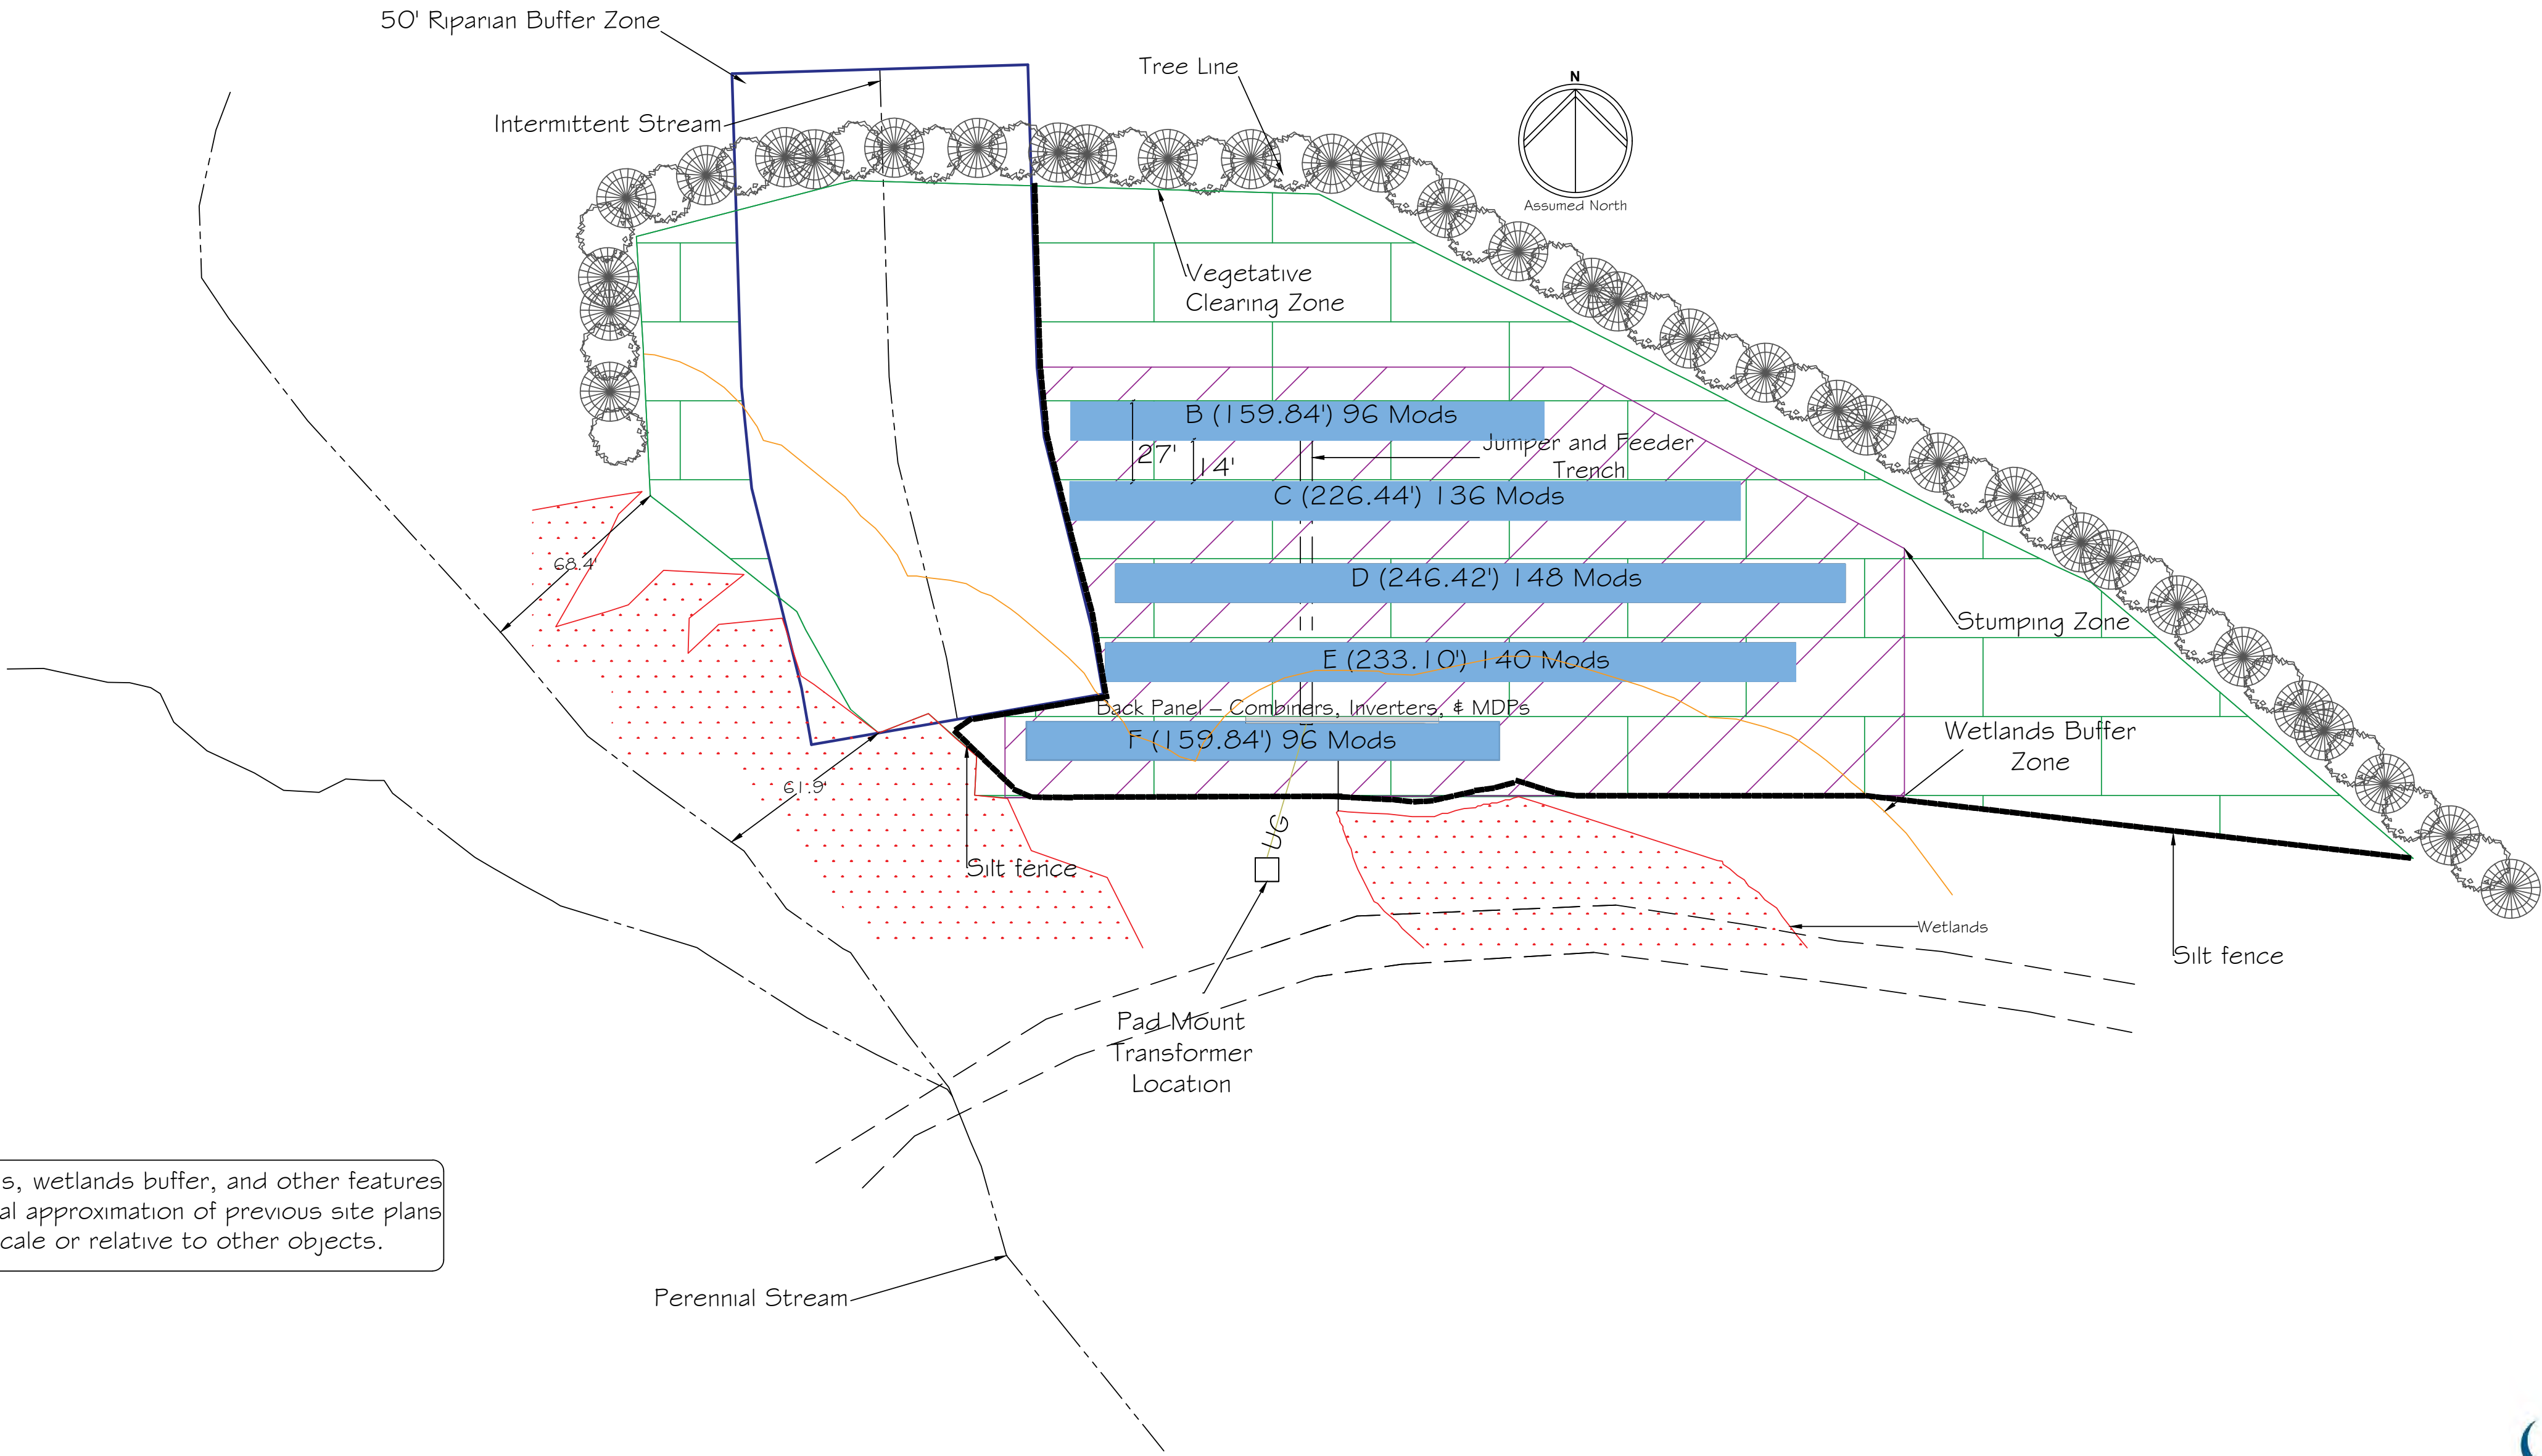 50' Riparian Buffer Zone
Intermittent Stream
Tree Line
N
Assumed North
Vegetative
Clearing Zone
B (159.84') 96 Mods
27'
14'
Jumper and Feeder
Trench
C (226.44') 136 Mods
68.4'
D (246.42') 148 Mods
Stumping Zone
E (233.10') 140 Mods
Back Panel – Combiners, Inverters, & MDPs
F (159.84') 96 Mods
Wetlands Buffer
Zone
61.9'
UG
Silt fence
Wetlands
Silt fence
Pad Mount
Transformer
Location
s, wetlands buffer, and other features
al approximation of previous site plans
cale or relative to other objects.
Perennial Stream